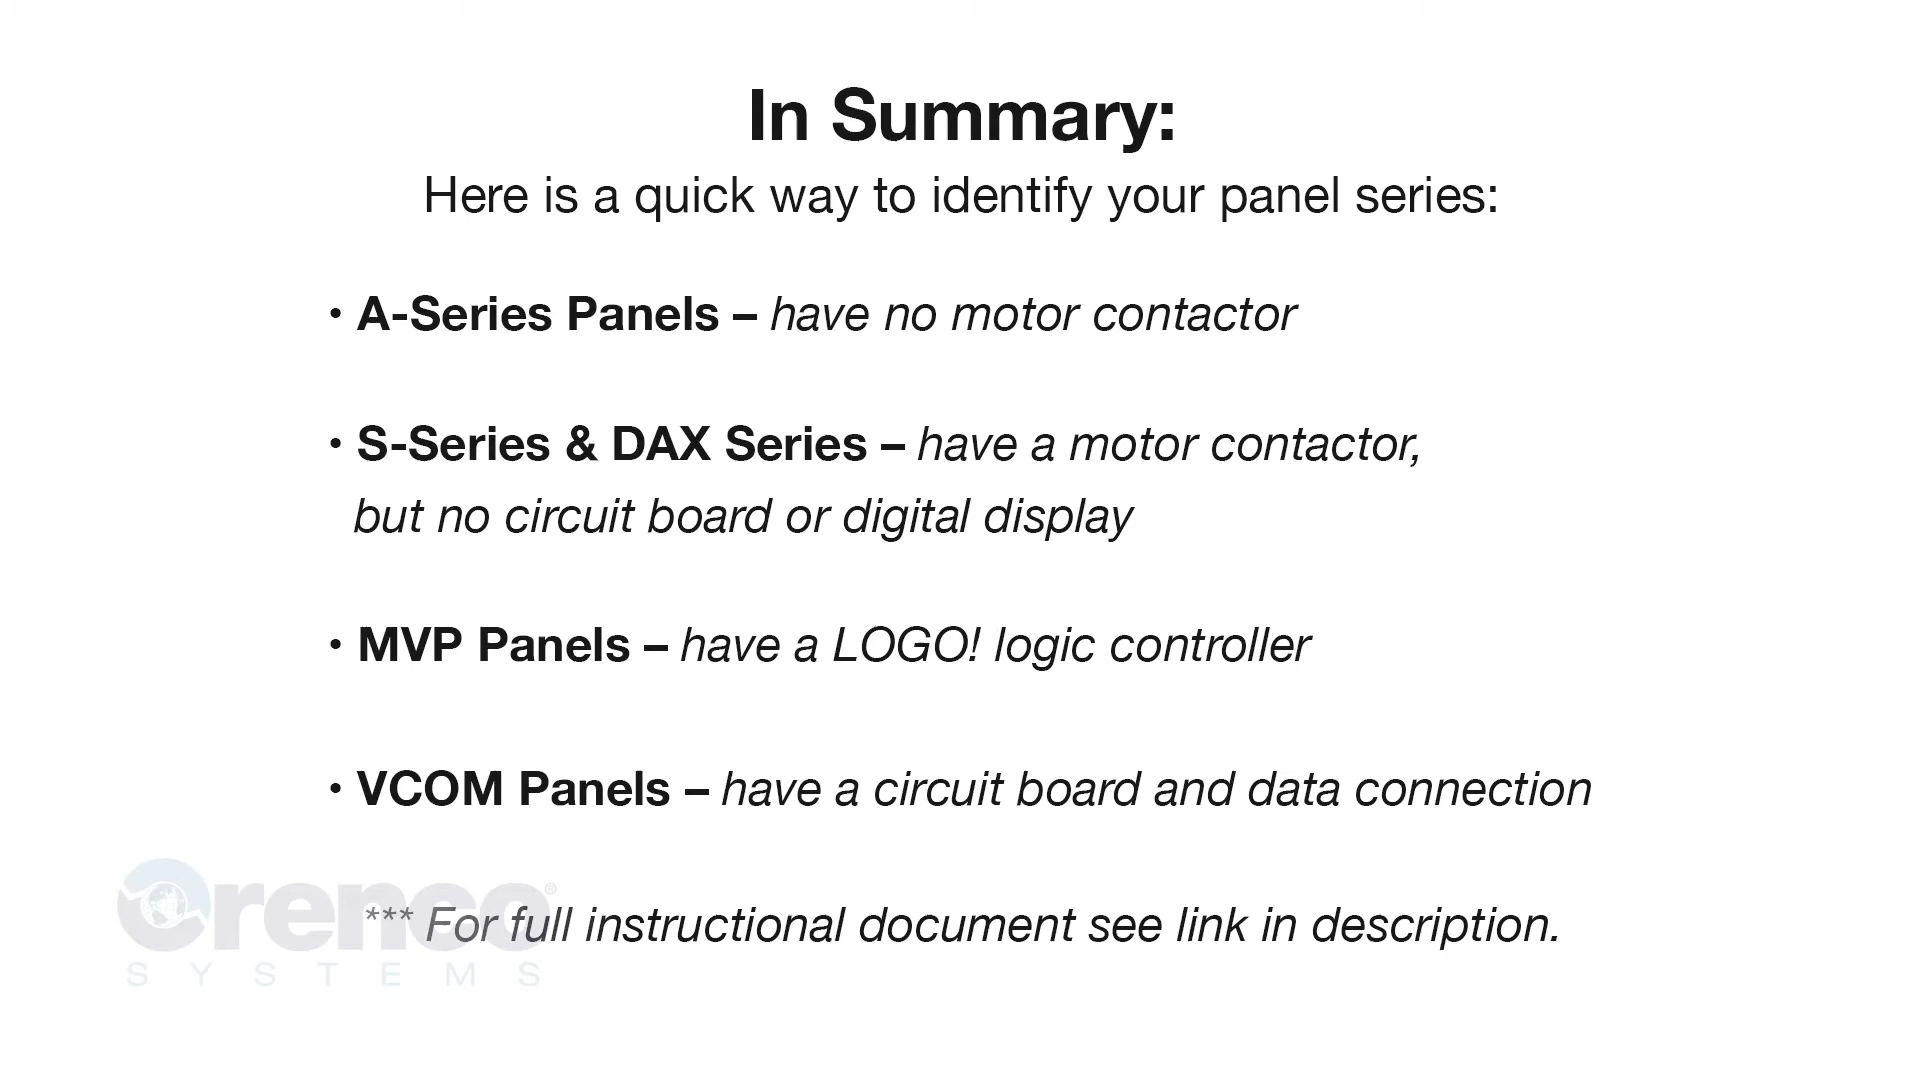 In Summary:
Here is a quick way to identify your panel series:
• A-Series Panels – have no motor contactor
• S-Series & DAX Series – have a motor contactor,
but no circuit board or digital display
• MVP Panels – have a LOGO! logic controller
• VCOM Panels – have a circuit board and data connection
*** For full instructional document see link in description.
Orenco®
SYSTEMS